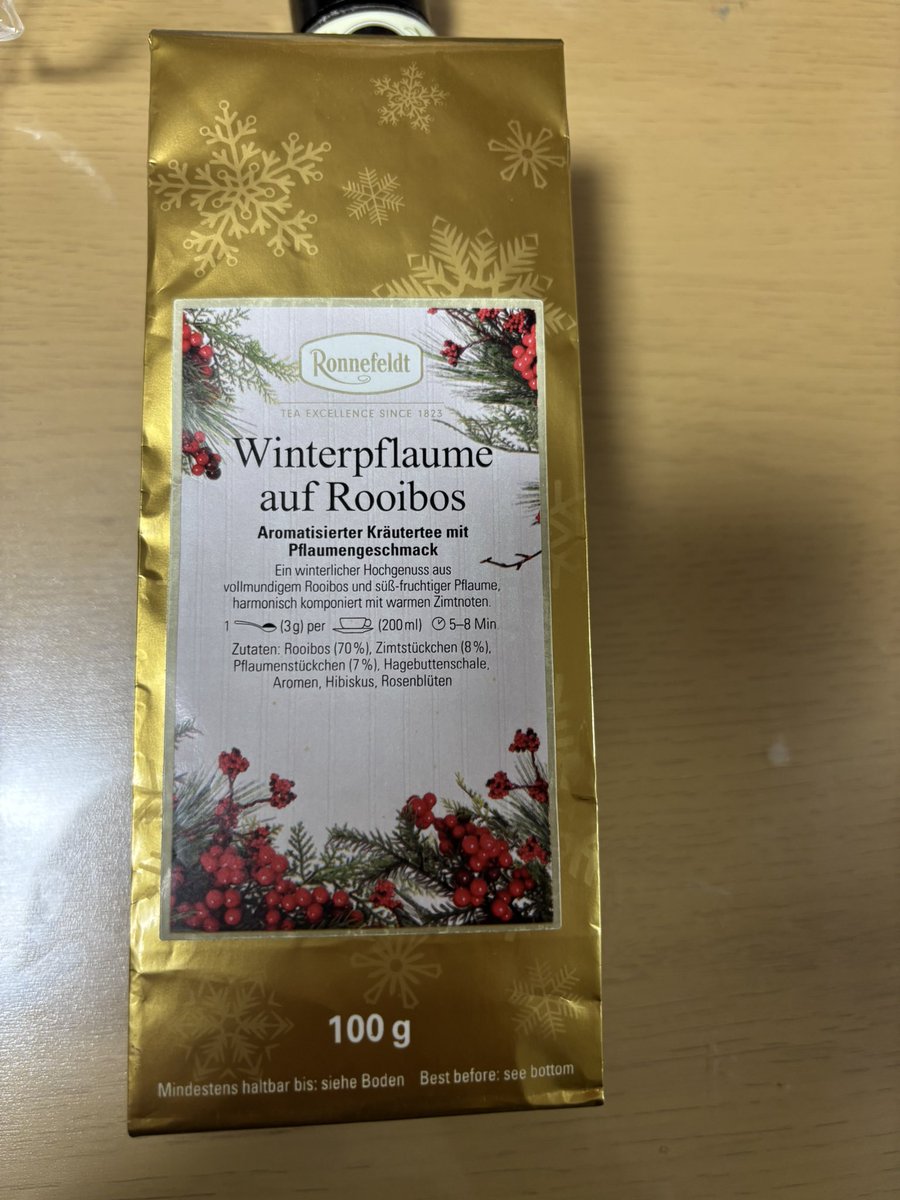 Ronnefeldt
TEA EXCELLENCE SINCE 1823
Winterpflaume
auf Rooibos
Aromatisierter Kräutertee mit
Pflaumengeschmack
Ein winterlicher Hochgenuss aus
vollmundigem Rooibos und süß-fruchtiger Pflaume,
harmonisch komponiert mit warmen Zimtnoten.
1 (3g) per (200ml) 5–8 Min.
Zutaten: Rooibos (70%), Zimtstückchen (8%),
Pflaumenstückchen (7%), Hagebuttenschale,
Aromen, Hibiskus, Rosenblüten
100 g
Mindestens haltbar bis: siehe Boden Best before: see bottom